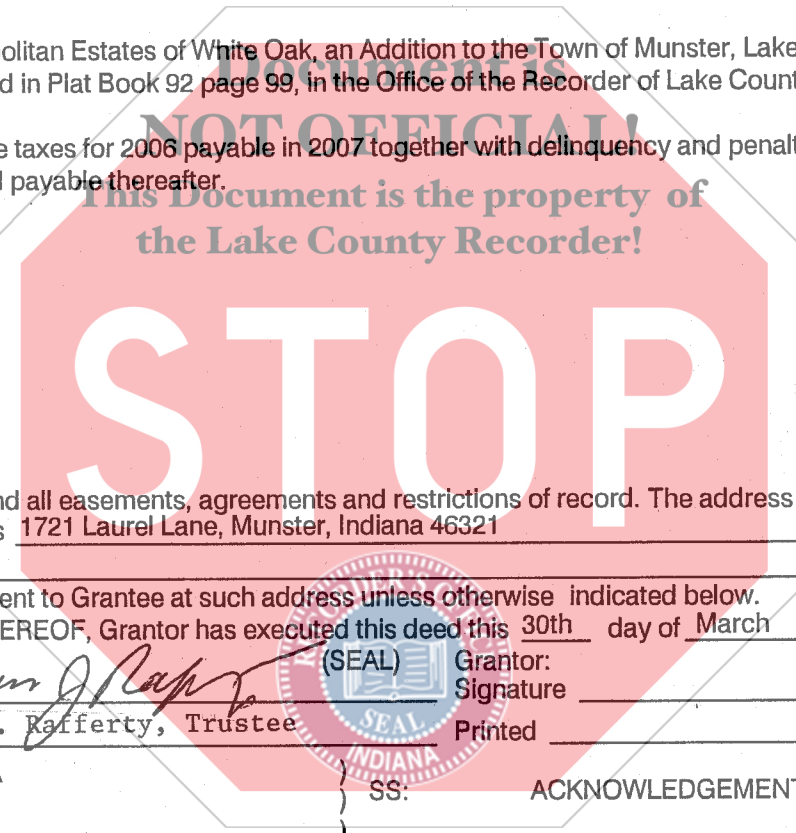 olitan Estates of White Oak, an Addition to the Town of Munster, Lake
Document is
d in Plat Book 92 page 99, in the Office of the Recorder of Lake Count
NOT OFFICIAL!
e taxes for 2006 payable in 2007 together with delinquency and penalt
payable thereafter.
This Document is the property of
the Lake County Recorder!
STOP
nd all easements, agreements and restrictions of record. The address
s 1721 Laurel Lane, Munster, Indiana 46321
ent to Grantee at such address unless otherwise indicated below.
EREOF, Grantor has executed this deed this 30th day of March
(SEAL) Grantor:
J Signature
. Rafferty, Trustee Printed
RECORDER'S OFFICE
SEAL
INDIANA
) SS: ACKNOWLEDGEMENT
)